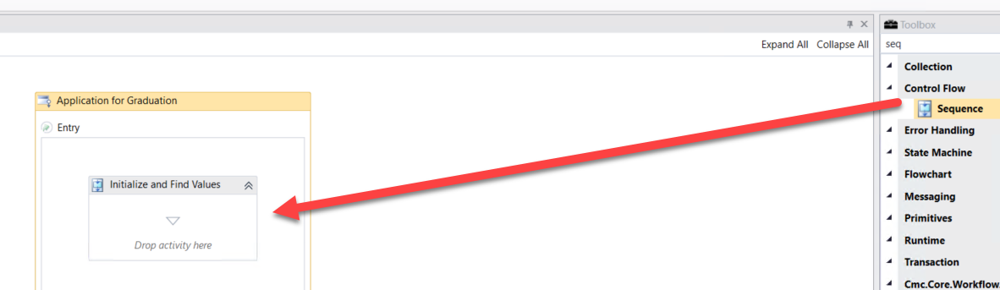 Toolbox
Expand All Collapse All
seq
Collection
Application for Graduation
Control Flow
Sequence
Entry
Error Handling
State Machine
Flowchart
Initialize and Find Values
Messaging
Primitives
Drop activity here
Runtime
Transaction
Cmc.Core.Workflow.